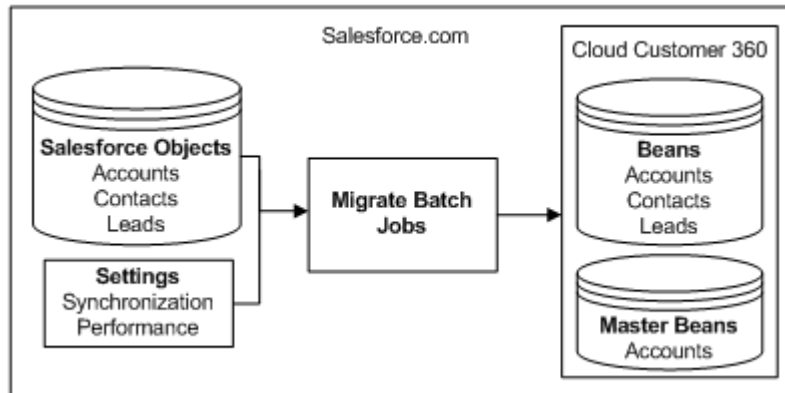 Salesforce.com
Salesforce Objects
Accounts
Contacts
Leads
Settings
Synchronization
Performance
Migrate Batch
Jobs
Cloud Customer 360
Beans
Accounts
Contacts
Leads
Master Beans
Accounts